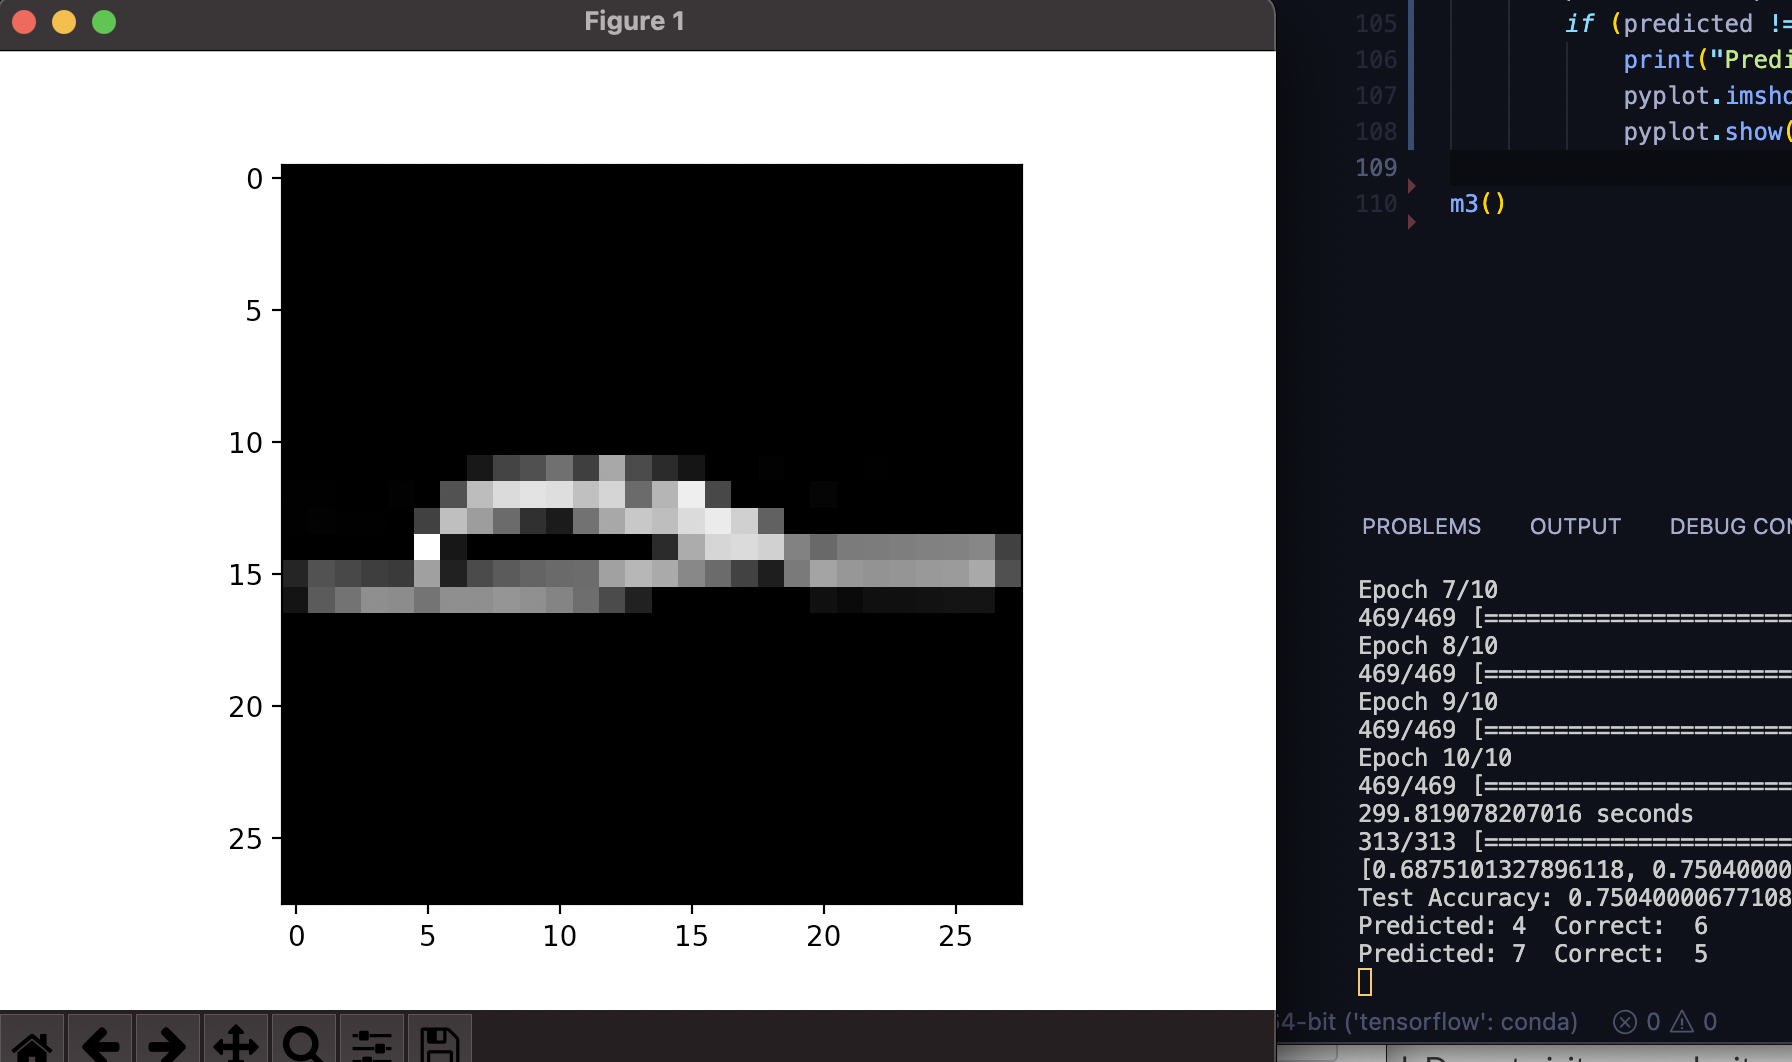 Figure 1
0
5
10
15
20
25
0 5 10 15 20 25
105 if (predicted !=
106 print("Predi
107 pyplot.imsho
108 pyplot.show(
109
110 m3()
PROBLEMS OUTPUT DEBUG CON
Epoch 7/10
469/469 [======================
Epoch 8/10
469/469 [======================
Epoch 9/10
469/469 [======================
Epoch 10/10
469/469 [======================
299.819078207016 seconds
313/313 [======================
[0.6875101327896118, 0.75040000
Test Accuracy: 0.75040000677108
Predicted: 4 Correct: 6
Predicted: 7 Correct: 5
4-bit ('tensorflow': conda) 0 0